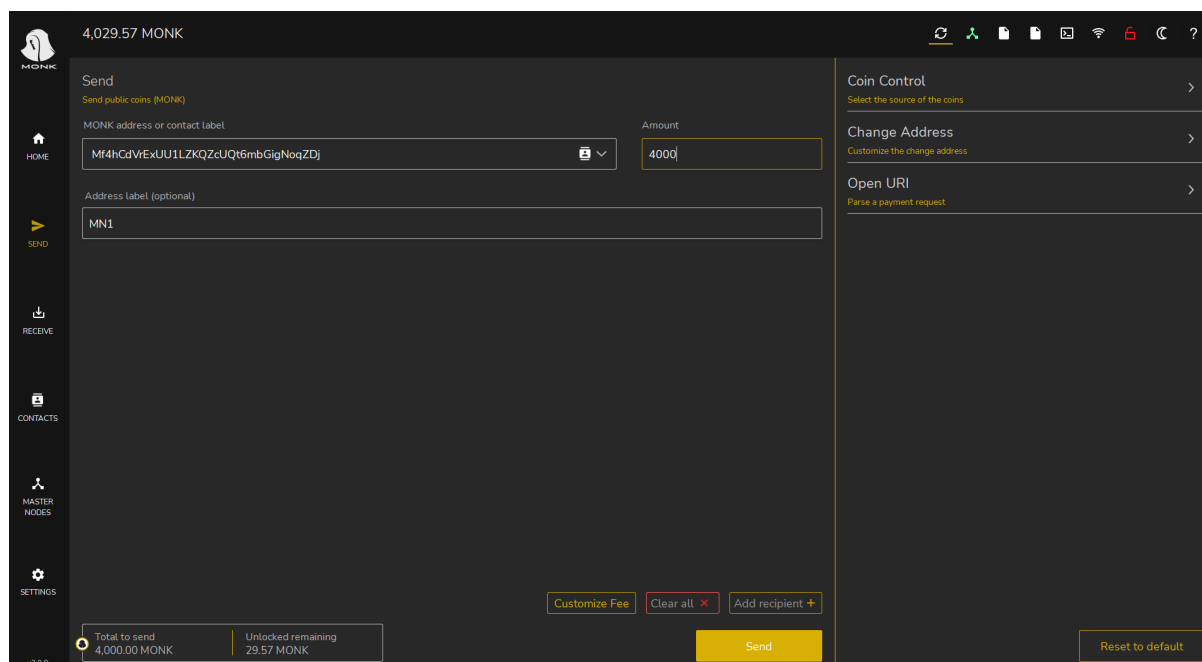 MONK
4,029.57 MONK
?
HOME
SEND
RECEIVE
CONTACTS
MASTER
NODES
SETTINGS
Send
Send public coins (MONK)
MONK address or contact label
Amount
Mf4hCdVrExUU1LZKQZcUQt6mbGigNoqZDj
4000
Address label (optional)
MN1
Customize Fee
Clear all ×
Add recipient +
Total to send
4,000.00 MONK
Unlocked remaining
29.57 MONK
Send
Coin Control
Select the source of the coins
Change Address
Customize the change address
Open URI
Parse a payment request
Reset to default